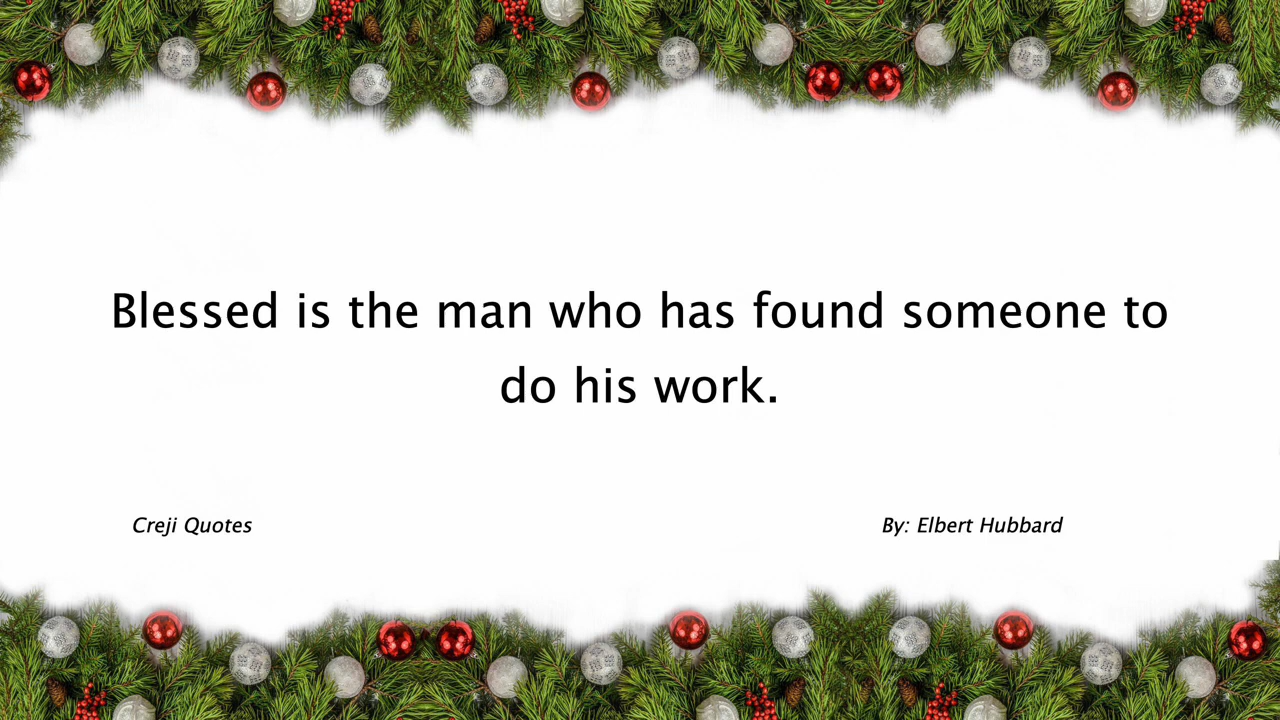 Blessed is the man who has found someone to
do his work.
Creji Quotes
By: Elbert Hubbard